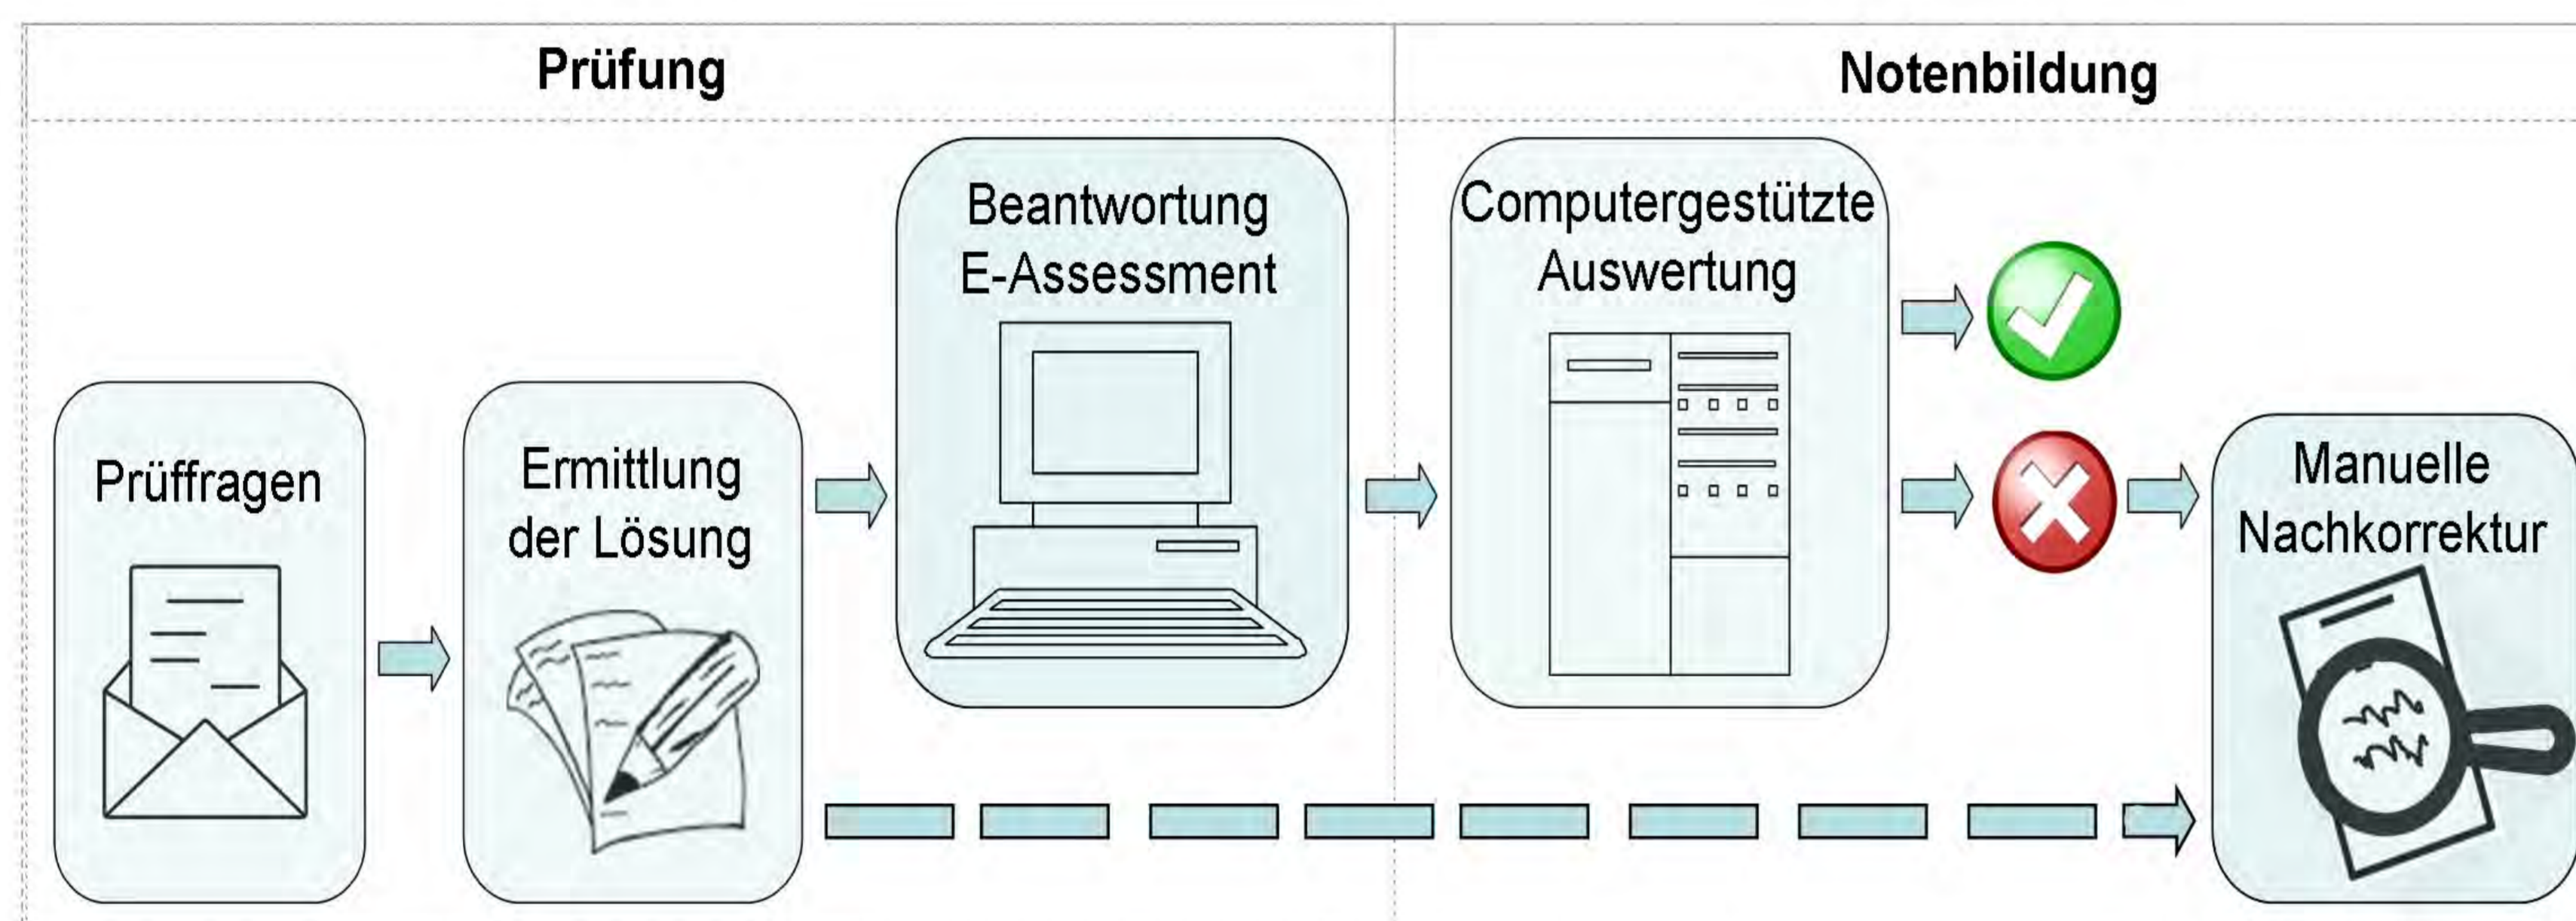 Prüfung
Notenbildung
Prüffragen
Ermittlung
der Lösung
Beantwortung
E-Assessment
Computergestützte
Auswertung
Manuelle
Nachkorrektur